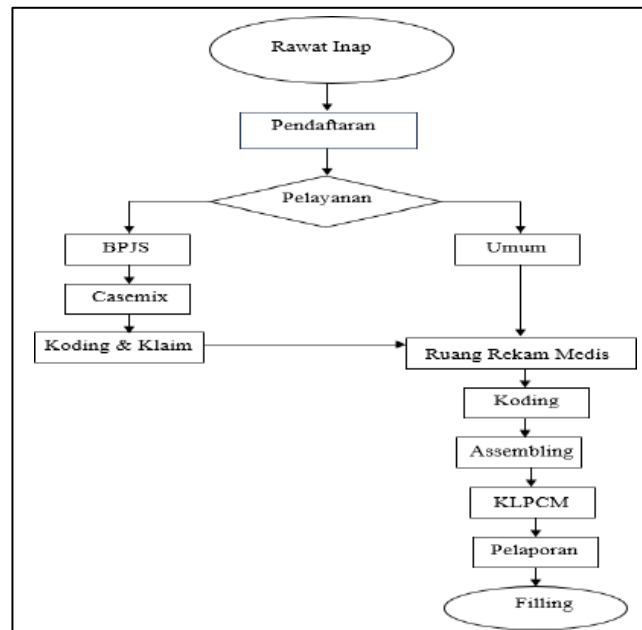 Rawat Inap
Pendaftaran
Pelayanan
BPJS
Umum
Casemix
Koding & Klaim
Ruang Rekam Medis
Koding
Assembling
KLPCM
Pelaporan
Filling